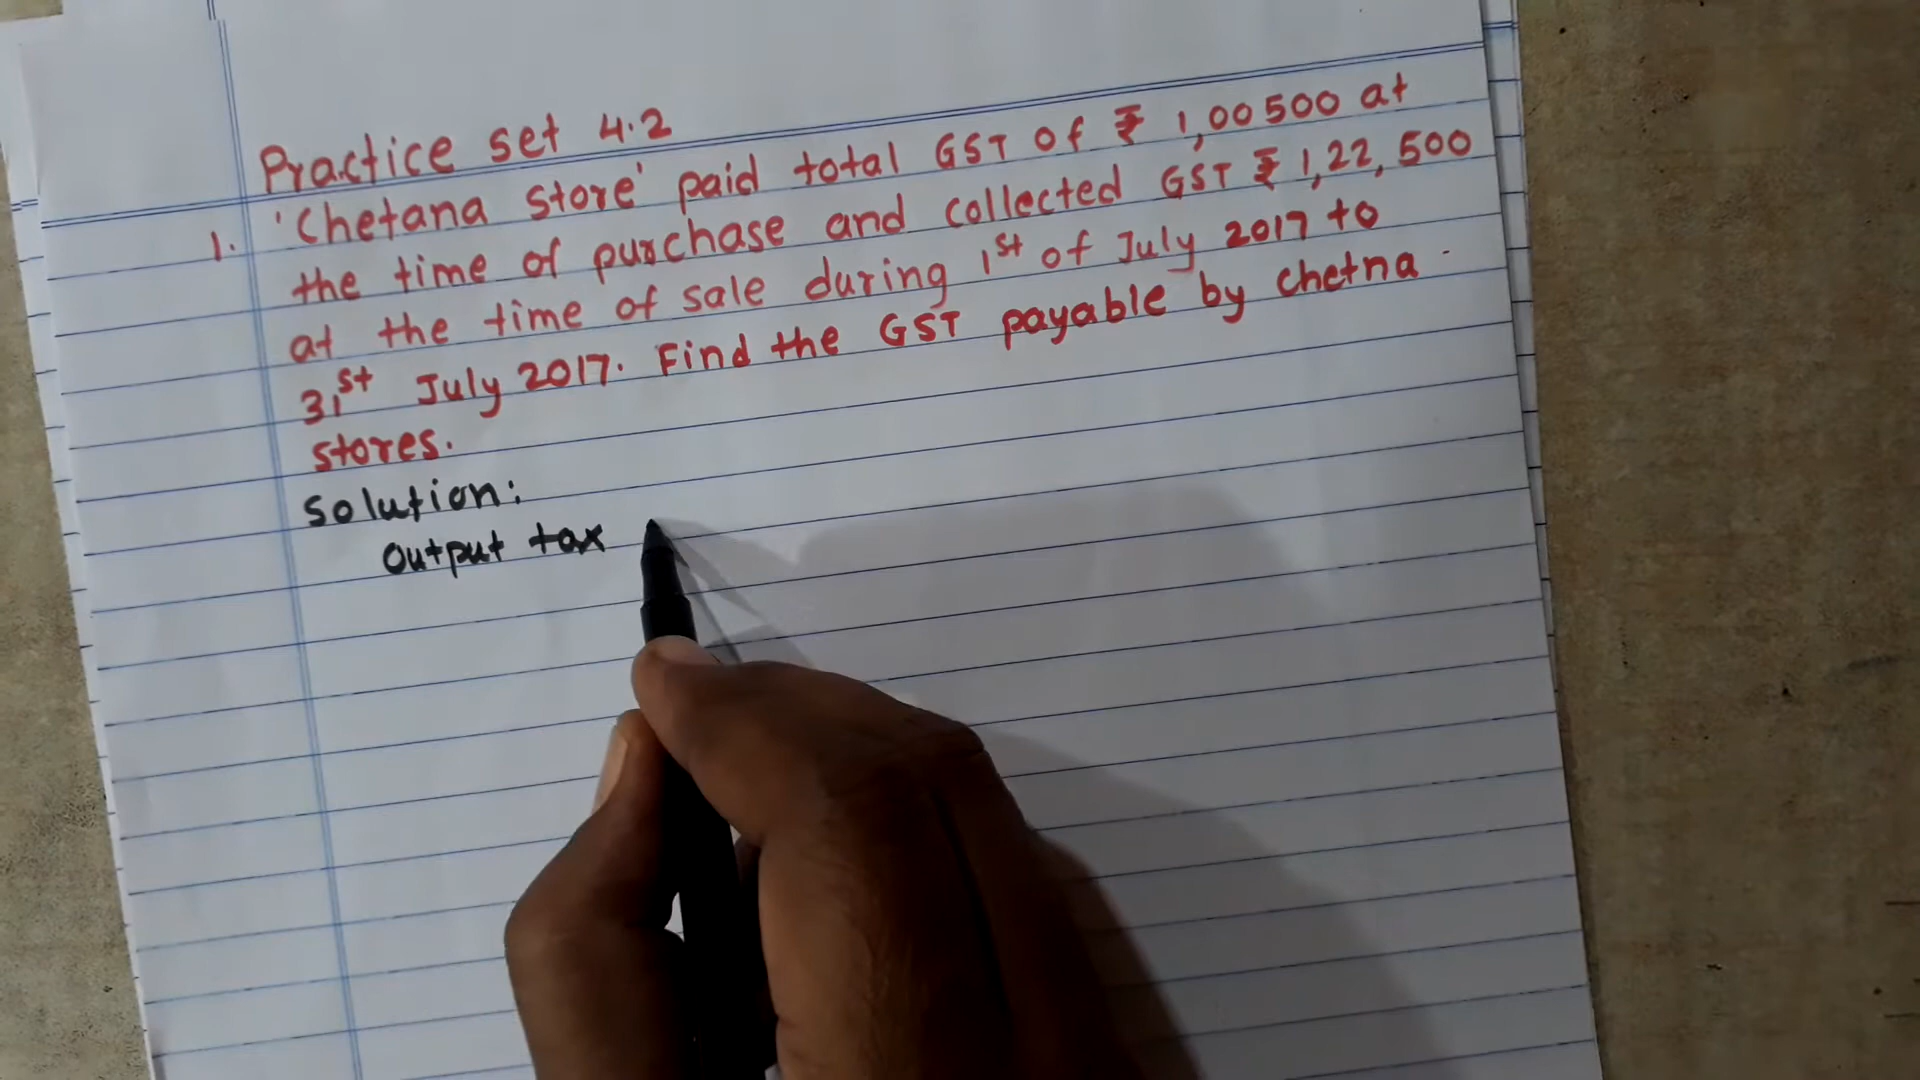 Practice set 4.2
1. 'Chetana store' paid total GST of ₹ 1,00500 at
the time of purchase and collected GST ₹ 1,22,500
at the time of sale during 1st of July 2017 to
31st July 2017. Find the GST payable by chetna.
stores.
Solution:
Output tax